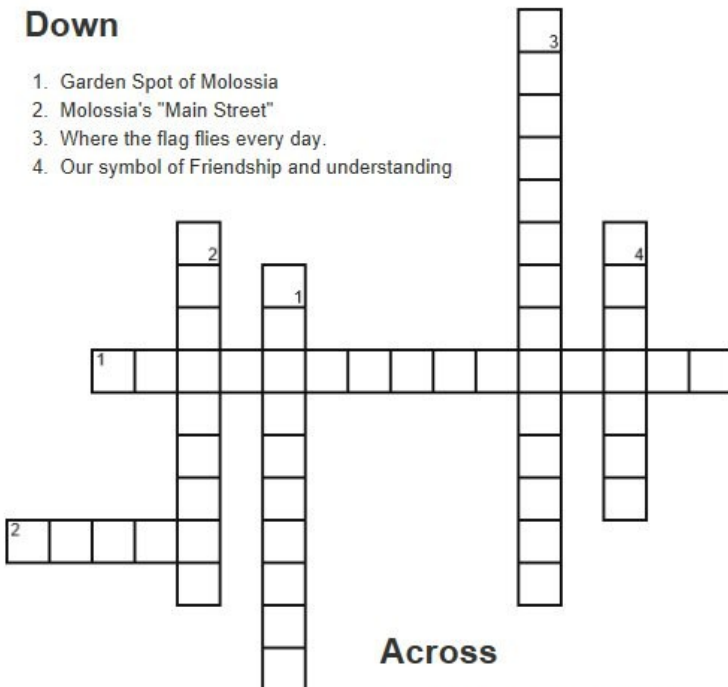 Down
1. Garden Spot of Molossia
2. Molossia's "Main Street"
3. Where the flag flies every day.
4. Our symbol of Friendship and understanding
3
2
4
1
1
2
Across